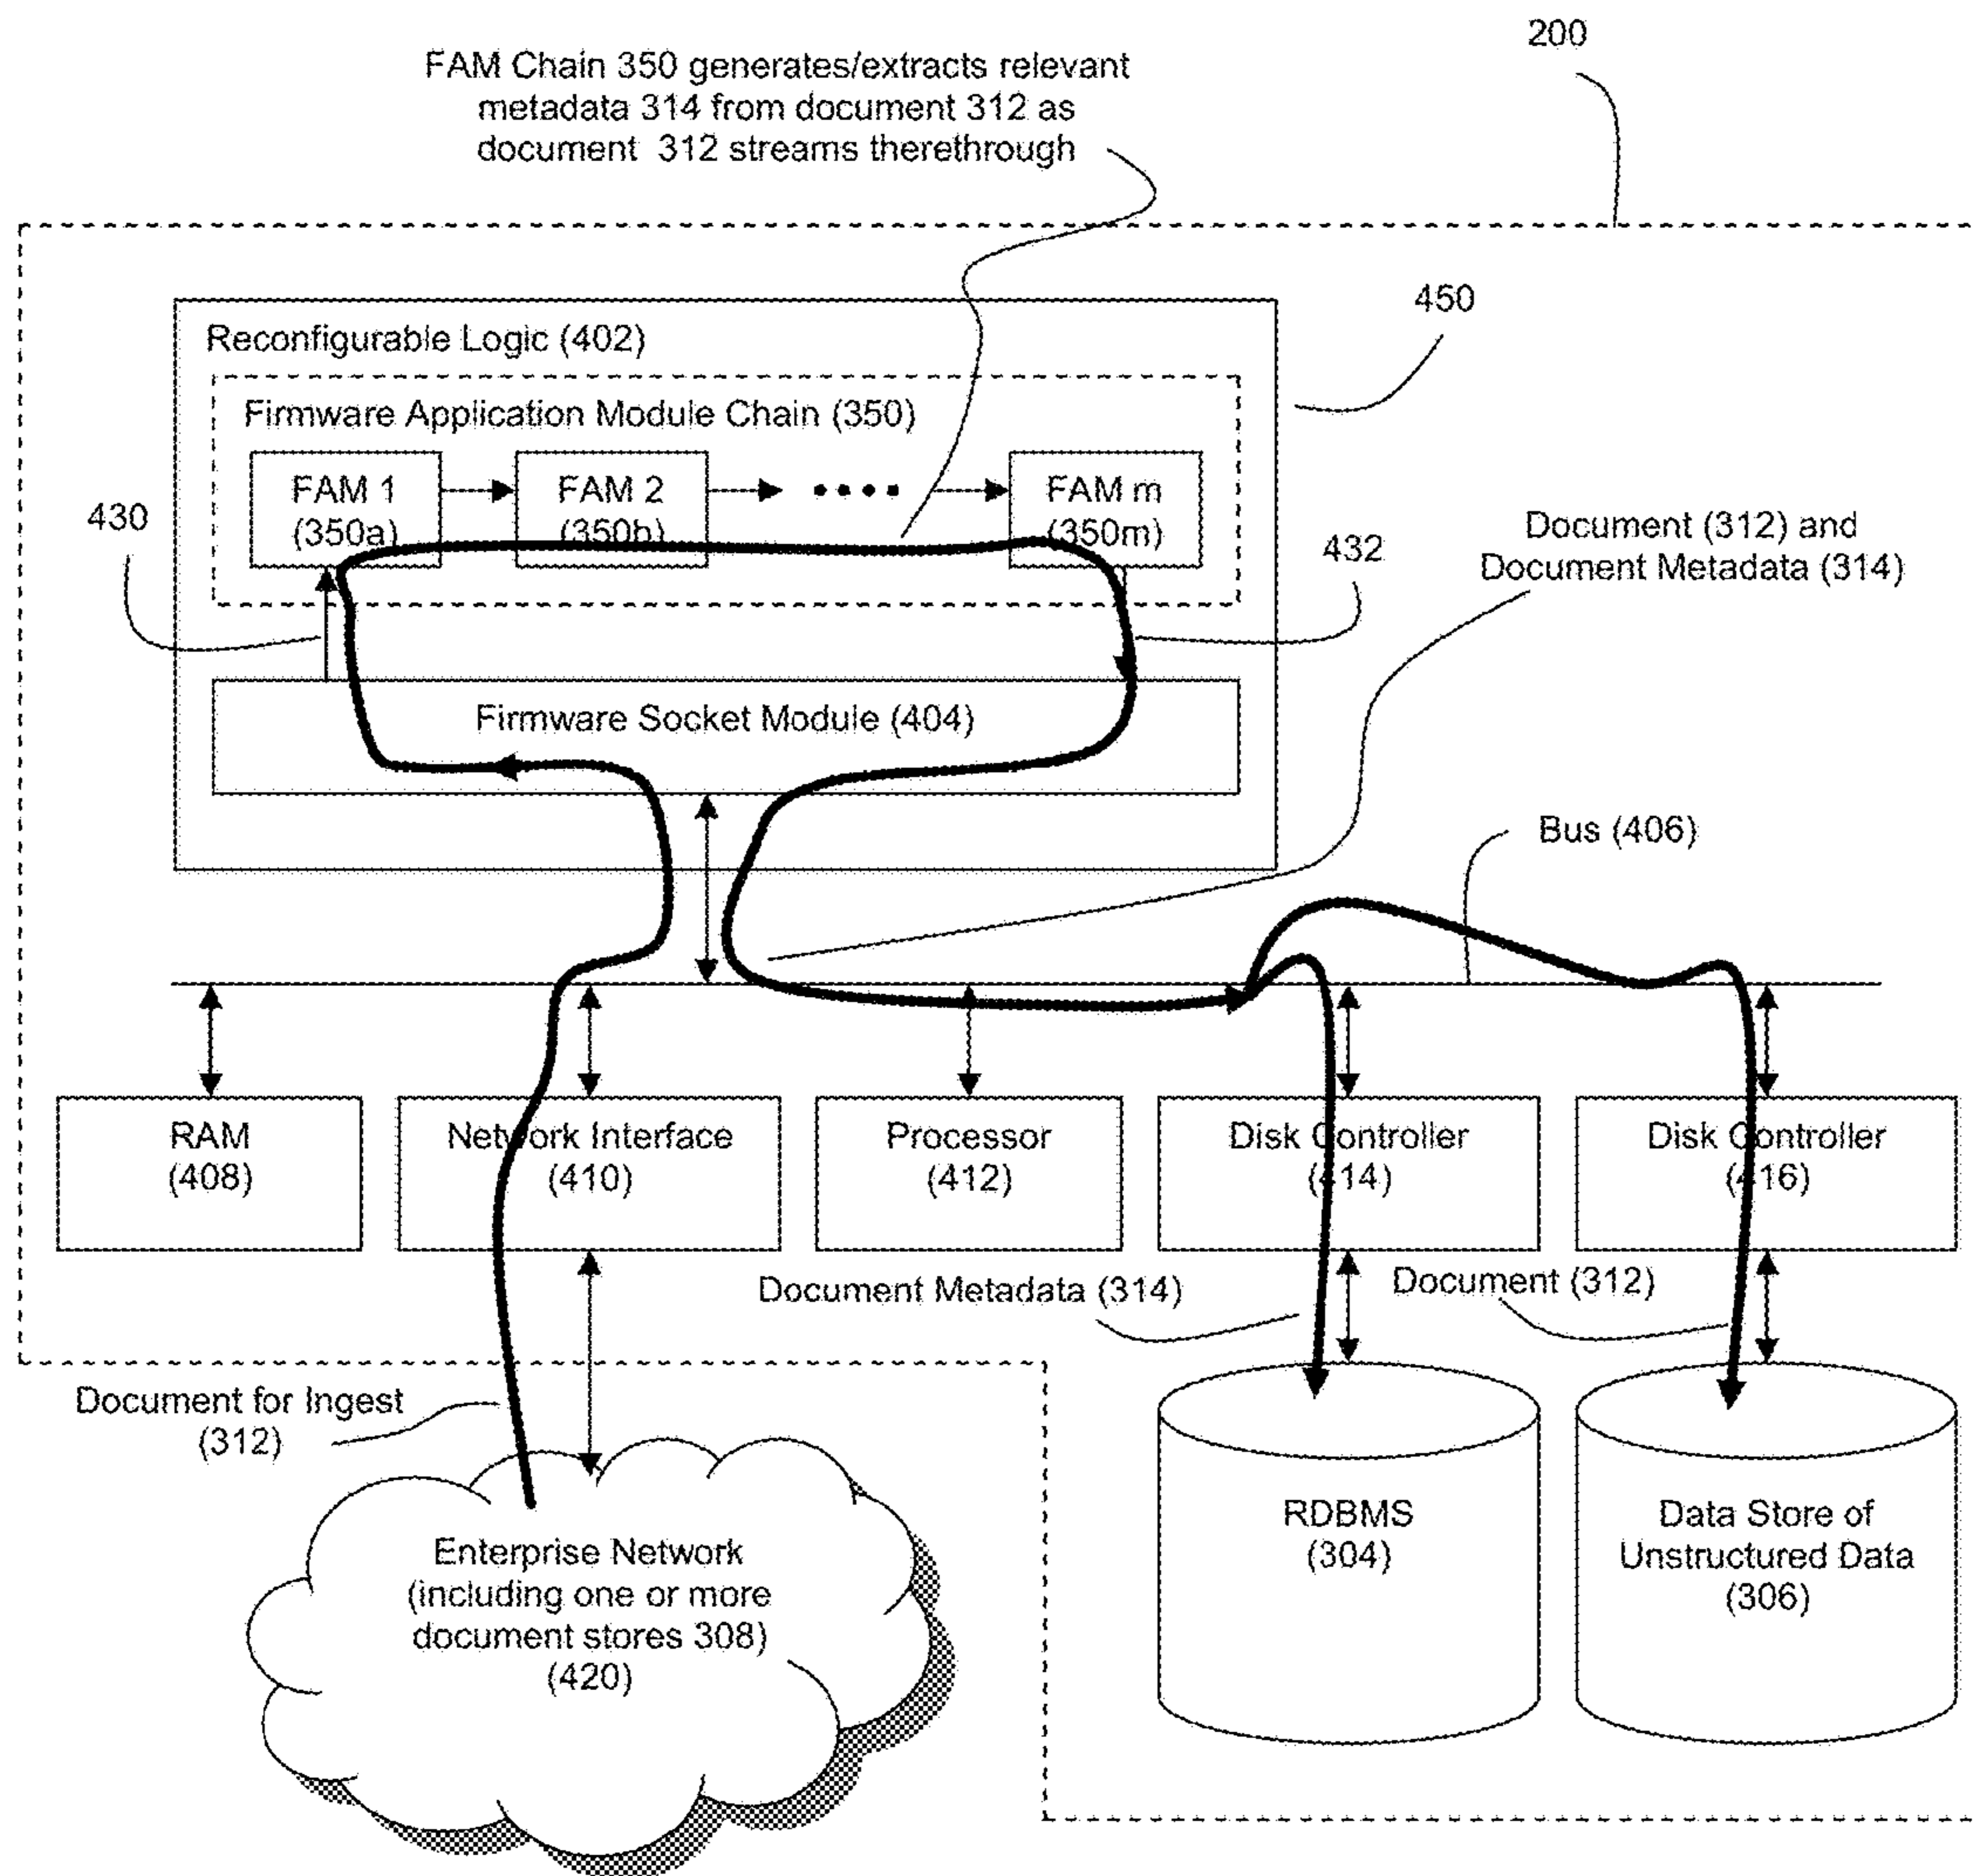 200
FAM Chain 350 generates/extracts relevant
metadata 314 from document 312 as
document 312 streams therethrough
450
Reconfigurable Logic (402)
Firmware Application Module Chain (350)
FAM 1
(350a)
FAM 2
(350b)
FAM m
(350m)
430
432
Document (312) and
Document Metadata (314)
Firmware Socket Module (404)
Bus (406)
RAM
(408)
Network Interface
(410)
Processor
(412)
Disk Controller
(414)
Disk Controller
(416)
Document Metadata (314)
Document (312)
Document for Ingest
(312)
Enterprise Network
(including one or more
document stores 308)
(420)
RDBMS
(304)
Data Store of
Unstructured Data
(306)